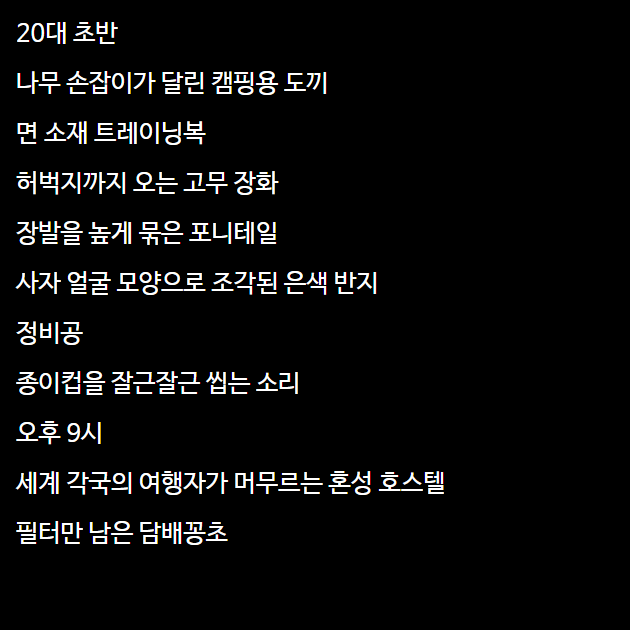 20대 초반
나무 손잡이가 달린 캠핑용 도끼
면 소재 트레이닝복
허벅지까지 오는 고무 장화
장발을 높게 묶은 포니테일
사자 얼굴 모양으로 조각된 은색 반지
정비공
종이컵을 잘근잘근 씹는 소리
오후 9시
세계 각국의 여행자가 머무르는 혼성 호스텔
필터만 남은 담배꽁초